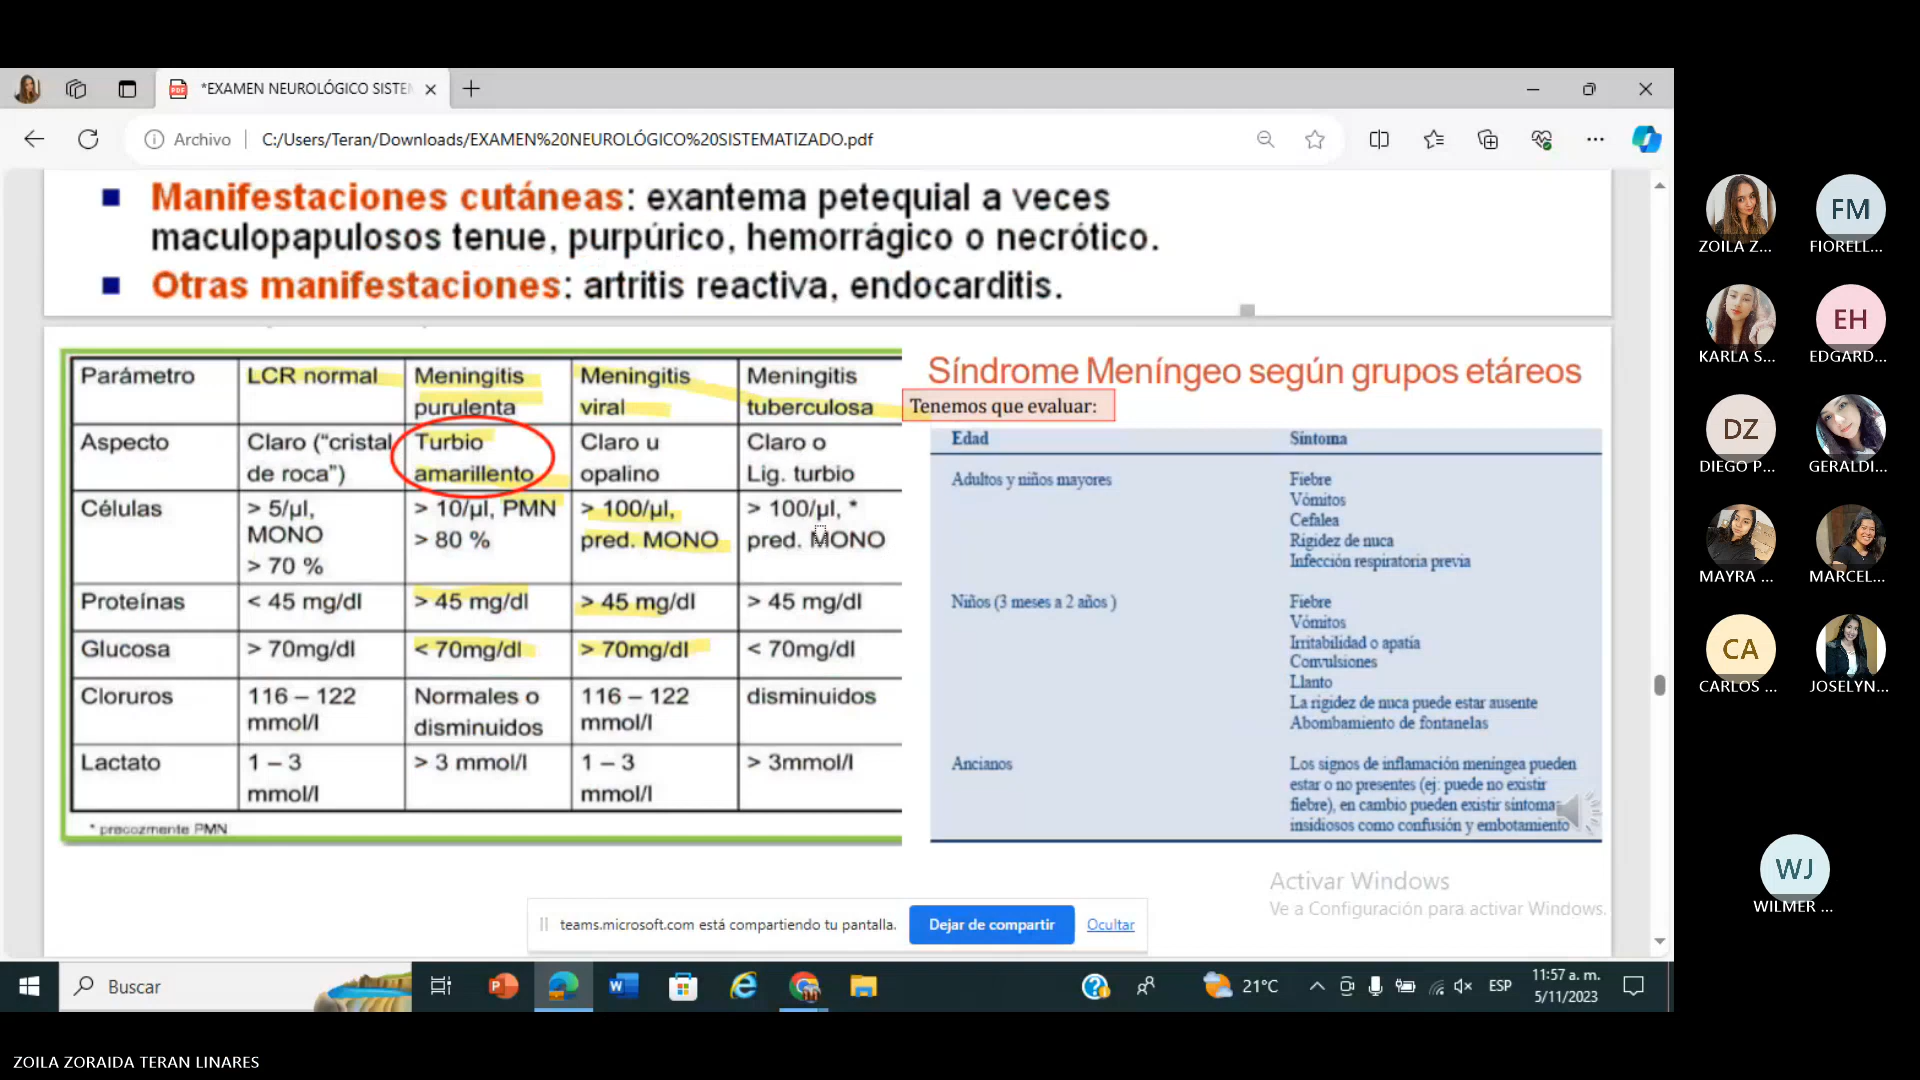 *EXAMEN NEUROLÓGICO SISTEM
Archivo
C:/Users/Teran/Downloads/EXAMEN%20NEUROLÓGICO%20SISTEMATIZADO.pdf
Manifestaciones cutáneas: exantema petequial a veces
maculopapulosos tenue, purpúrico, hemorrágico o necrótico.
Otras manifestaciones: artritis reactiva, endocarditis.
Parámetro
LCR normal
Meningitis
purulenta
Meningitis
viral
Meningitis
tuberculosa
Aspecto
Claro (“cristal
de roca”)
Turbio
amarillento
Claro u
opalino
Claro o
Lig. turbio
Células
> 5/µl,
MONO
> 70 %
> 10/µl, PMN
> 80 %
> 100/µl,
pred. MONO
> 100/µl, *
pred. MONO
Proteínas
< 45 mg/dl
> 45 mg/dl
> 45 mg/dl
> 45 mg/dl
Glucosa
> 70mg/dl
< 70mg/dl
> 70mg/dl
< 70mg/dl
Cloruros
116 – 122
mmol/l
Normales o
disminuidos
116 – 122
mmol/l
disminuidos
Lactato
1 – 3
mmol/l
> 3 mmol/l
1 – 3
mmol/l
> 3mmol/l
* precozmente PMN
Síndrome Meníngeo según grupos etáreos
Tenemos que evaluar:
Edad
Síntoma
Adultos y niños mayores
Fiebre
Vómitos
Cefalea
Rigidez de nuca
Infección respiratoria previa
Niños (3 meses a 2 años )
Fiebre
Vómitos
Irritabilidad o apatía
Convulsiones
Llanto
La rigidez de nuca puede estar ausente
Abombamiento de fontanelas
Ancianos
Los signos de inflamación meníngea pueden
estar o no presentes (ej: puede no existir
fiebre), en cambio pueden existir síntomas
insidiosos como confusión y embotamiento
Activar Windows
Ve a Configuración para activar Windows.
teams.microsoft.com está compartiendo tu pantalla.
Dejar de compartir
Ocultar
Buscar
21°C
ESP
11:57 a. m.
5/11/2023
ZOILA Z...
FM
FIORELL...
KARLA S...
EH
EDGARD...
DZ
DIEGO P...
GERALDI...
MAYRA ...
MARCEL...
CA
CARLOS ...
JOSELYN...
WJ
WILMER ...
ZOILA ZORAIDA TERAN LINARES